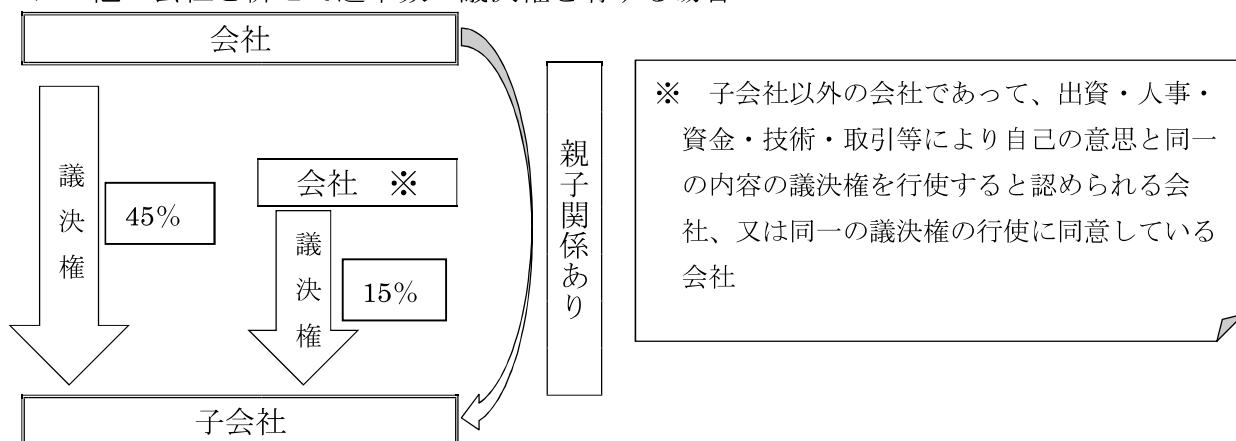 会社
議決権
45%
会社 ※
議決権
15%
親子関係あり
子会社
※ 子会社以外の会社であって、出資・人事・
資金・技術・取引等により自己の意思と同一
の内容の議決権を行使すると認められる会
社、又は同一の議決権の行使に同意している
会社